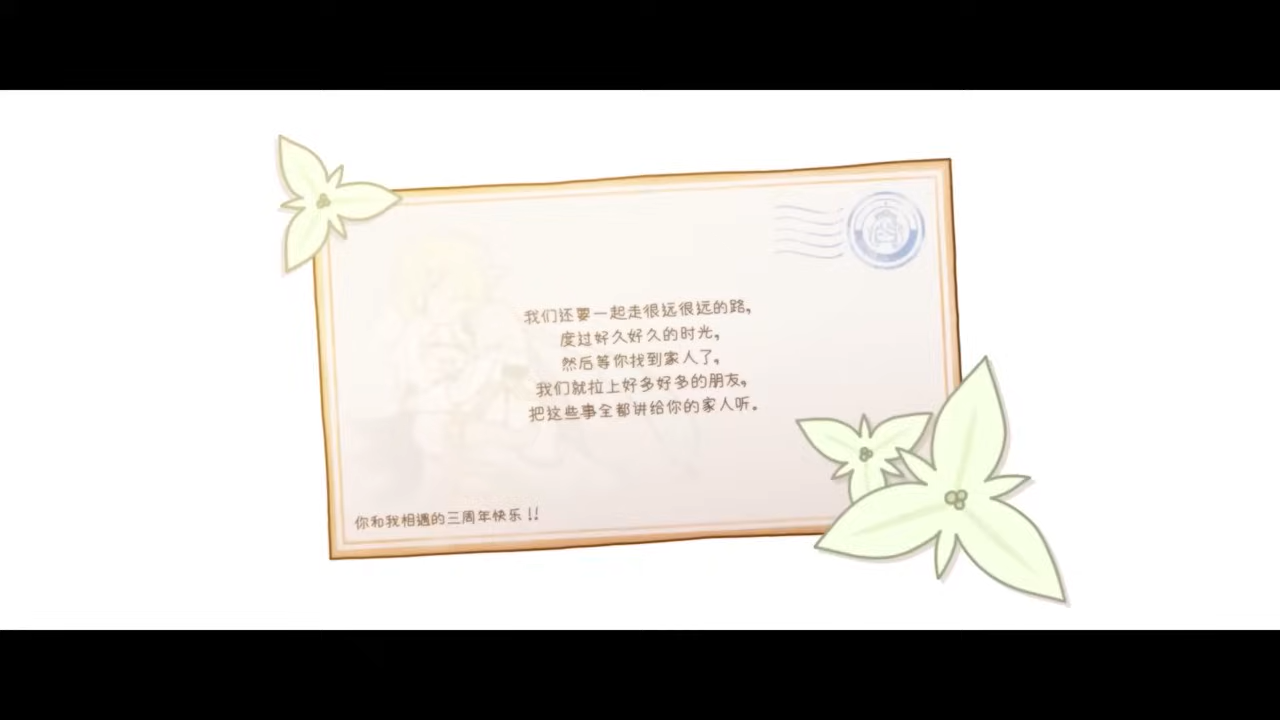 我们还要一起走很远很远的路，
度过好久好久的时光，
然后等你找到家人了，
我们就拉上好多好多的朋友，
把这些事全都讲给你的家人听。
你和我相遇的三周年快乐！！